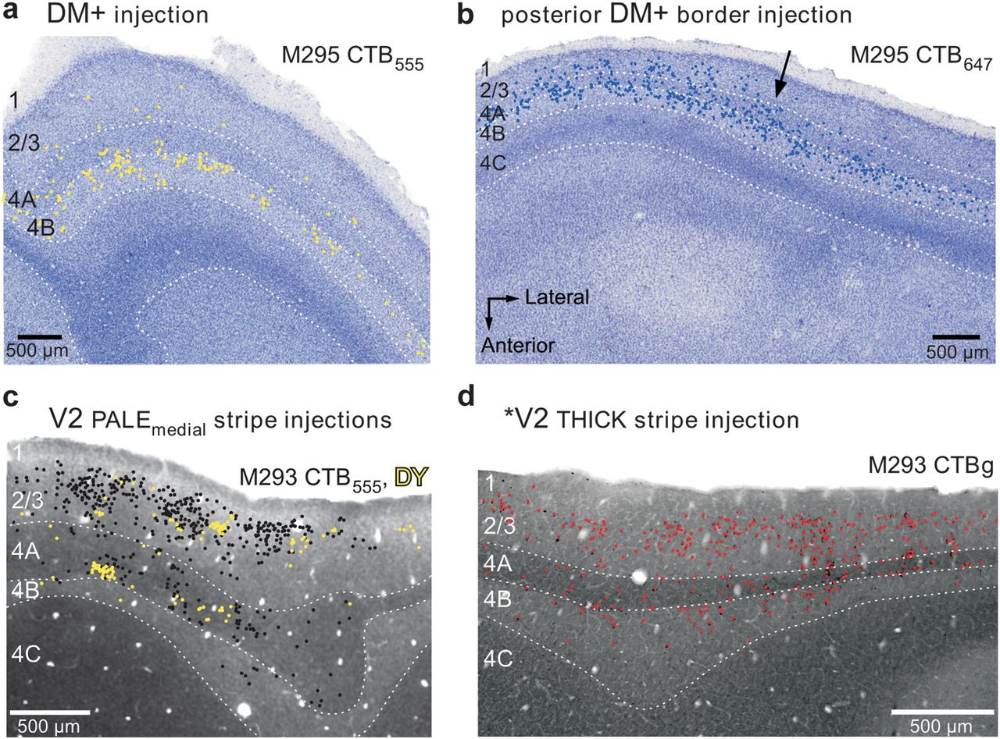 a DM+ injection
M295 CTB555
1
2/3
4A
4B
500 µm
b posterior DM+ border injection
M295 CTB647
1
2/3
4A
4B
4C
Lateral
Anterior
500 µm
c V2 PALEmedial stripe injections
M293 CTB555, DY
1
2/3
4A
4B
4C
500 µm
d *V2 THICK stripe injection
M293 CTBg
1
2/3
4A
4B
4C
500 µm